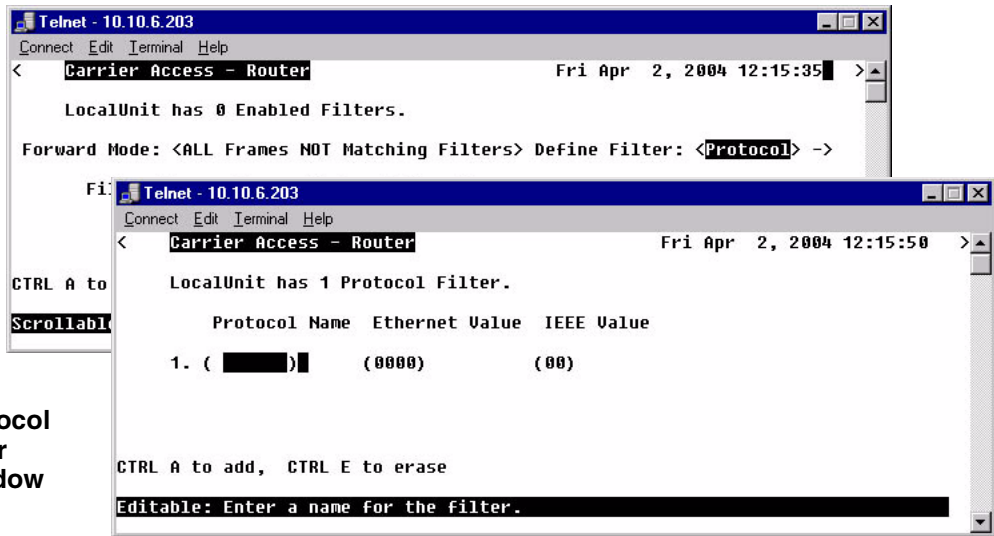 Telnet - 10.10.6.203
Connect Edit Terminal Help
< Carrier Access - Router Fri Apr 2, 2004 12:15:35 >
LocalUnit has 0 Enabled Filters.
Forward Mode: <ALL Frames NOT Matching Filters> Define Filter: <Protocol> ->
CTRL A to
Telnet - 10.10.6.203
Connect Edit Terminal Help
< Carrier Access - Router Fri Apr 2, 2004 12:15:50 >
LocalUnit has 1 Protocol Filter.
Protocol Name Ethernet Value IEEE Value
1. ( ) (0000) (00)
CTRL A to add, CTRL E to erase
Editable: Enter a name for the filter.